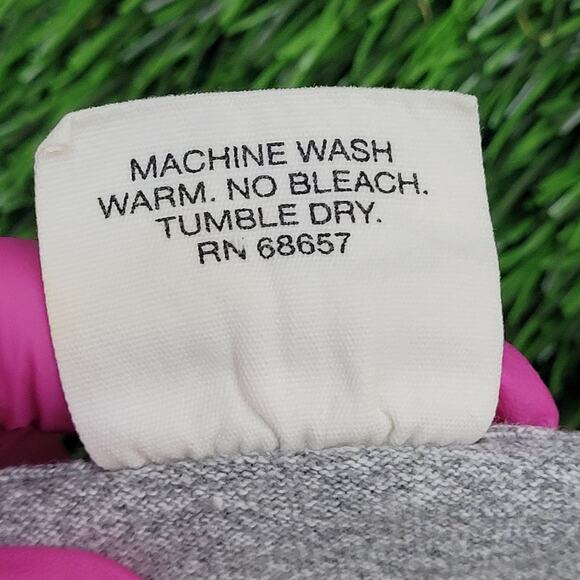 MACHINE WASH
WARM. NO BLEACH.
TUMBLE DRY.
RN 68657